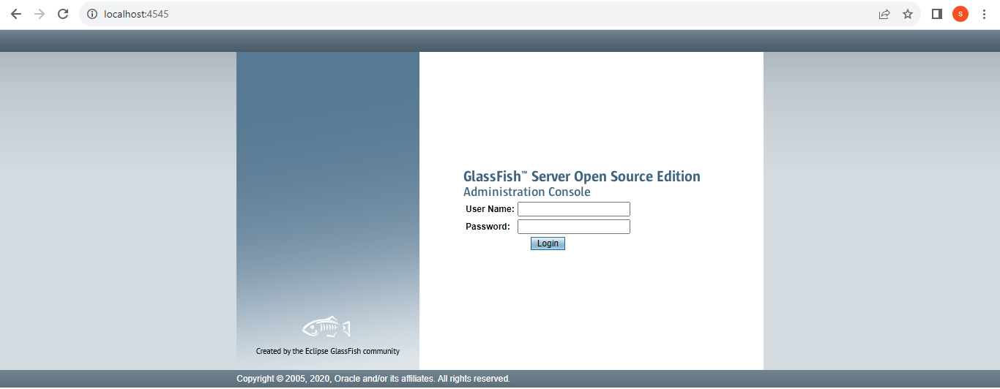 localhost:4545
S
GlassFish™ Server Open Source Edition
Administration Console
User Name:
Password:
Login
Created by the Eclipse GlassFish community
Copyright © 2005, 2020, Oracle and/or its affiliates. All rights reserved.